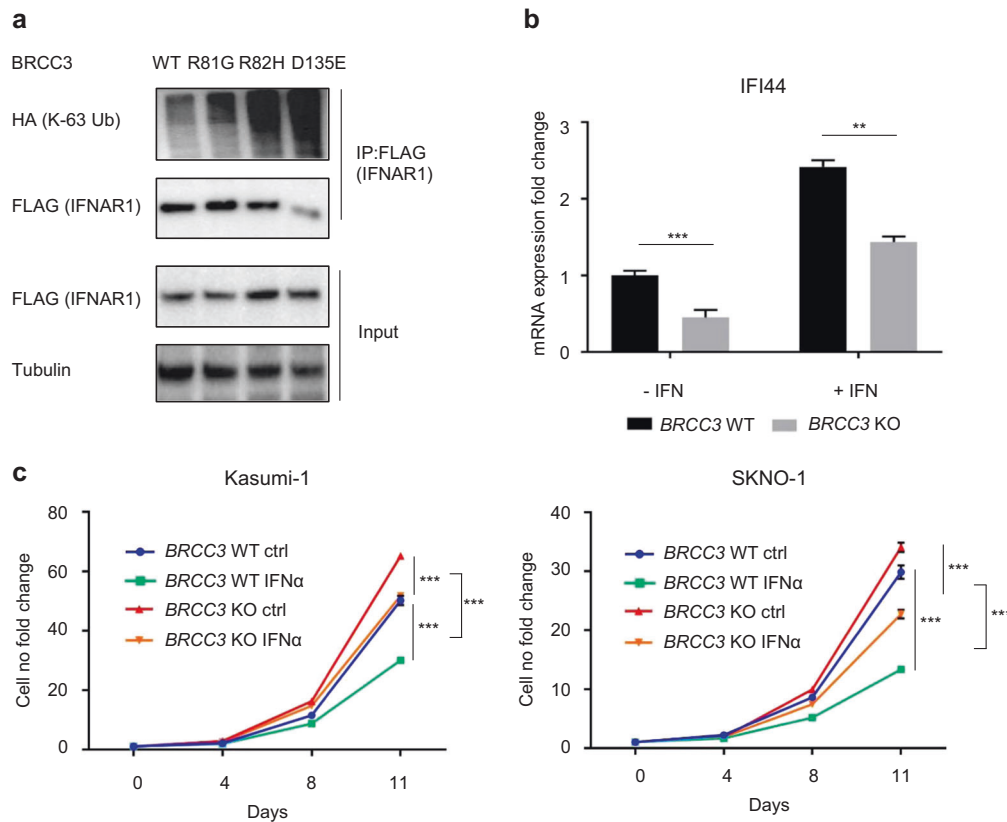 a
BRCC3 WT R81G R82H D135E
HA (K-63 Ub)
FLAG (IFNAR1)
IP:FLAG
(IFNAR1)
FLAG (IFNAR1)
Tubulin
Input
b
IFI44
mRNA expression fold change
3
2
1
0
***
**
- IFN + IFN
BRCC3 WT BRCC3 KO
c
Kasumi-1
Cell no fold change
80
60
40
20
0
BRCC3 WT ctrl
BRCC3 WT IFNα
BRCC3 KO ctrl
BRCC3 KO IFNα
***
***
***
0 4 8 11
Days
SKNO-1
Cell no fold change
40
30
20
10
0
BRCC3 WT ctrl
BRCC3 WT IFNα
BRCC3 KO ctrl
BRCC3 KO IFNα
***
***
***
0 4 8 11
Days